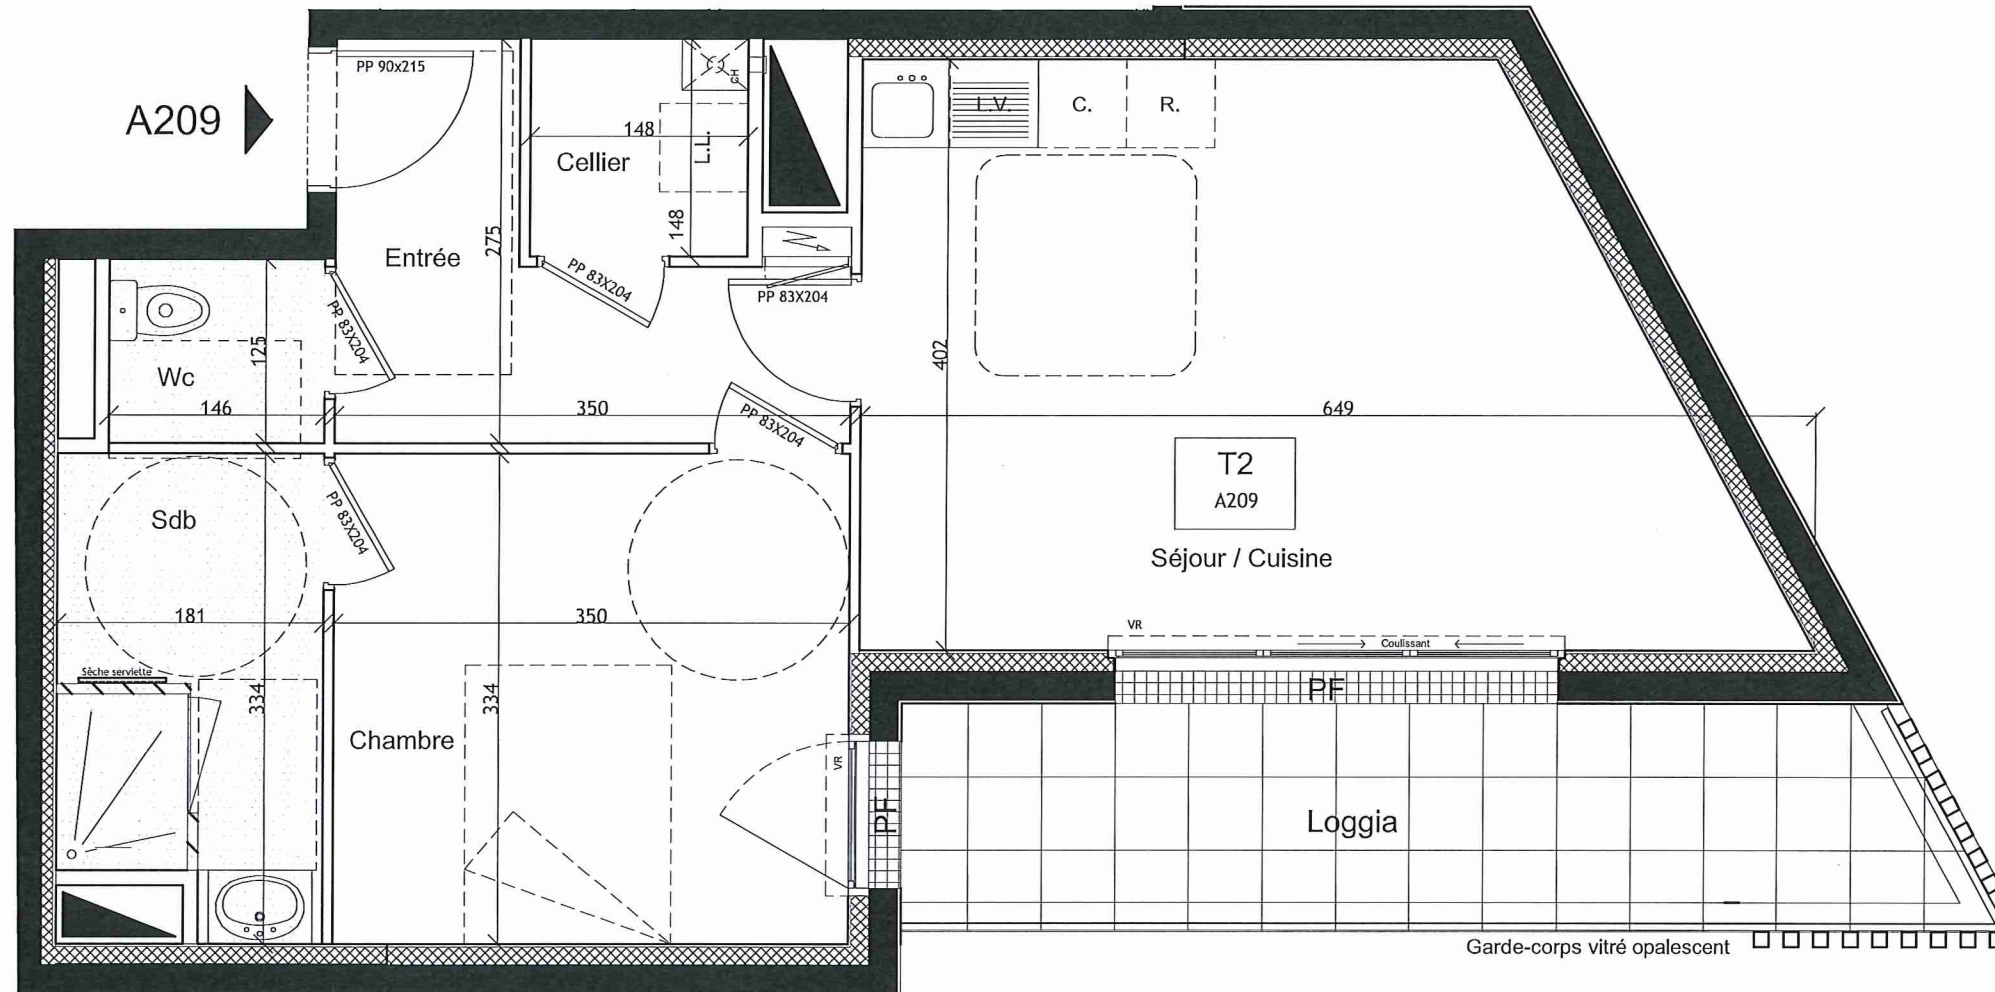 PP 90x215
A209
CH
L.V.
C.
R.
148
L.L.
Cellier
148
275
Entrée
PP 83X204
PP 83X204
PP 83X204
125
402
Wc
146
350
PP 83X204
649
T2
A209
Sdb
PP 83X204
Séjour / Cuisine
181
350
VR
Coulissant
Sèche serviette
334
334
PF
Chambre
VR
PF
Loggia
Garde-corps vitré opalescent